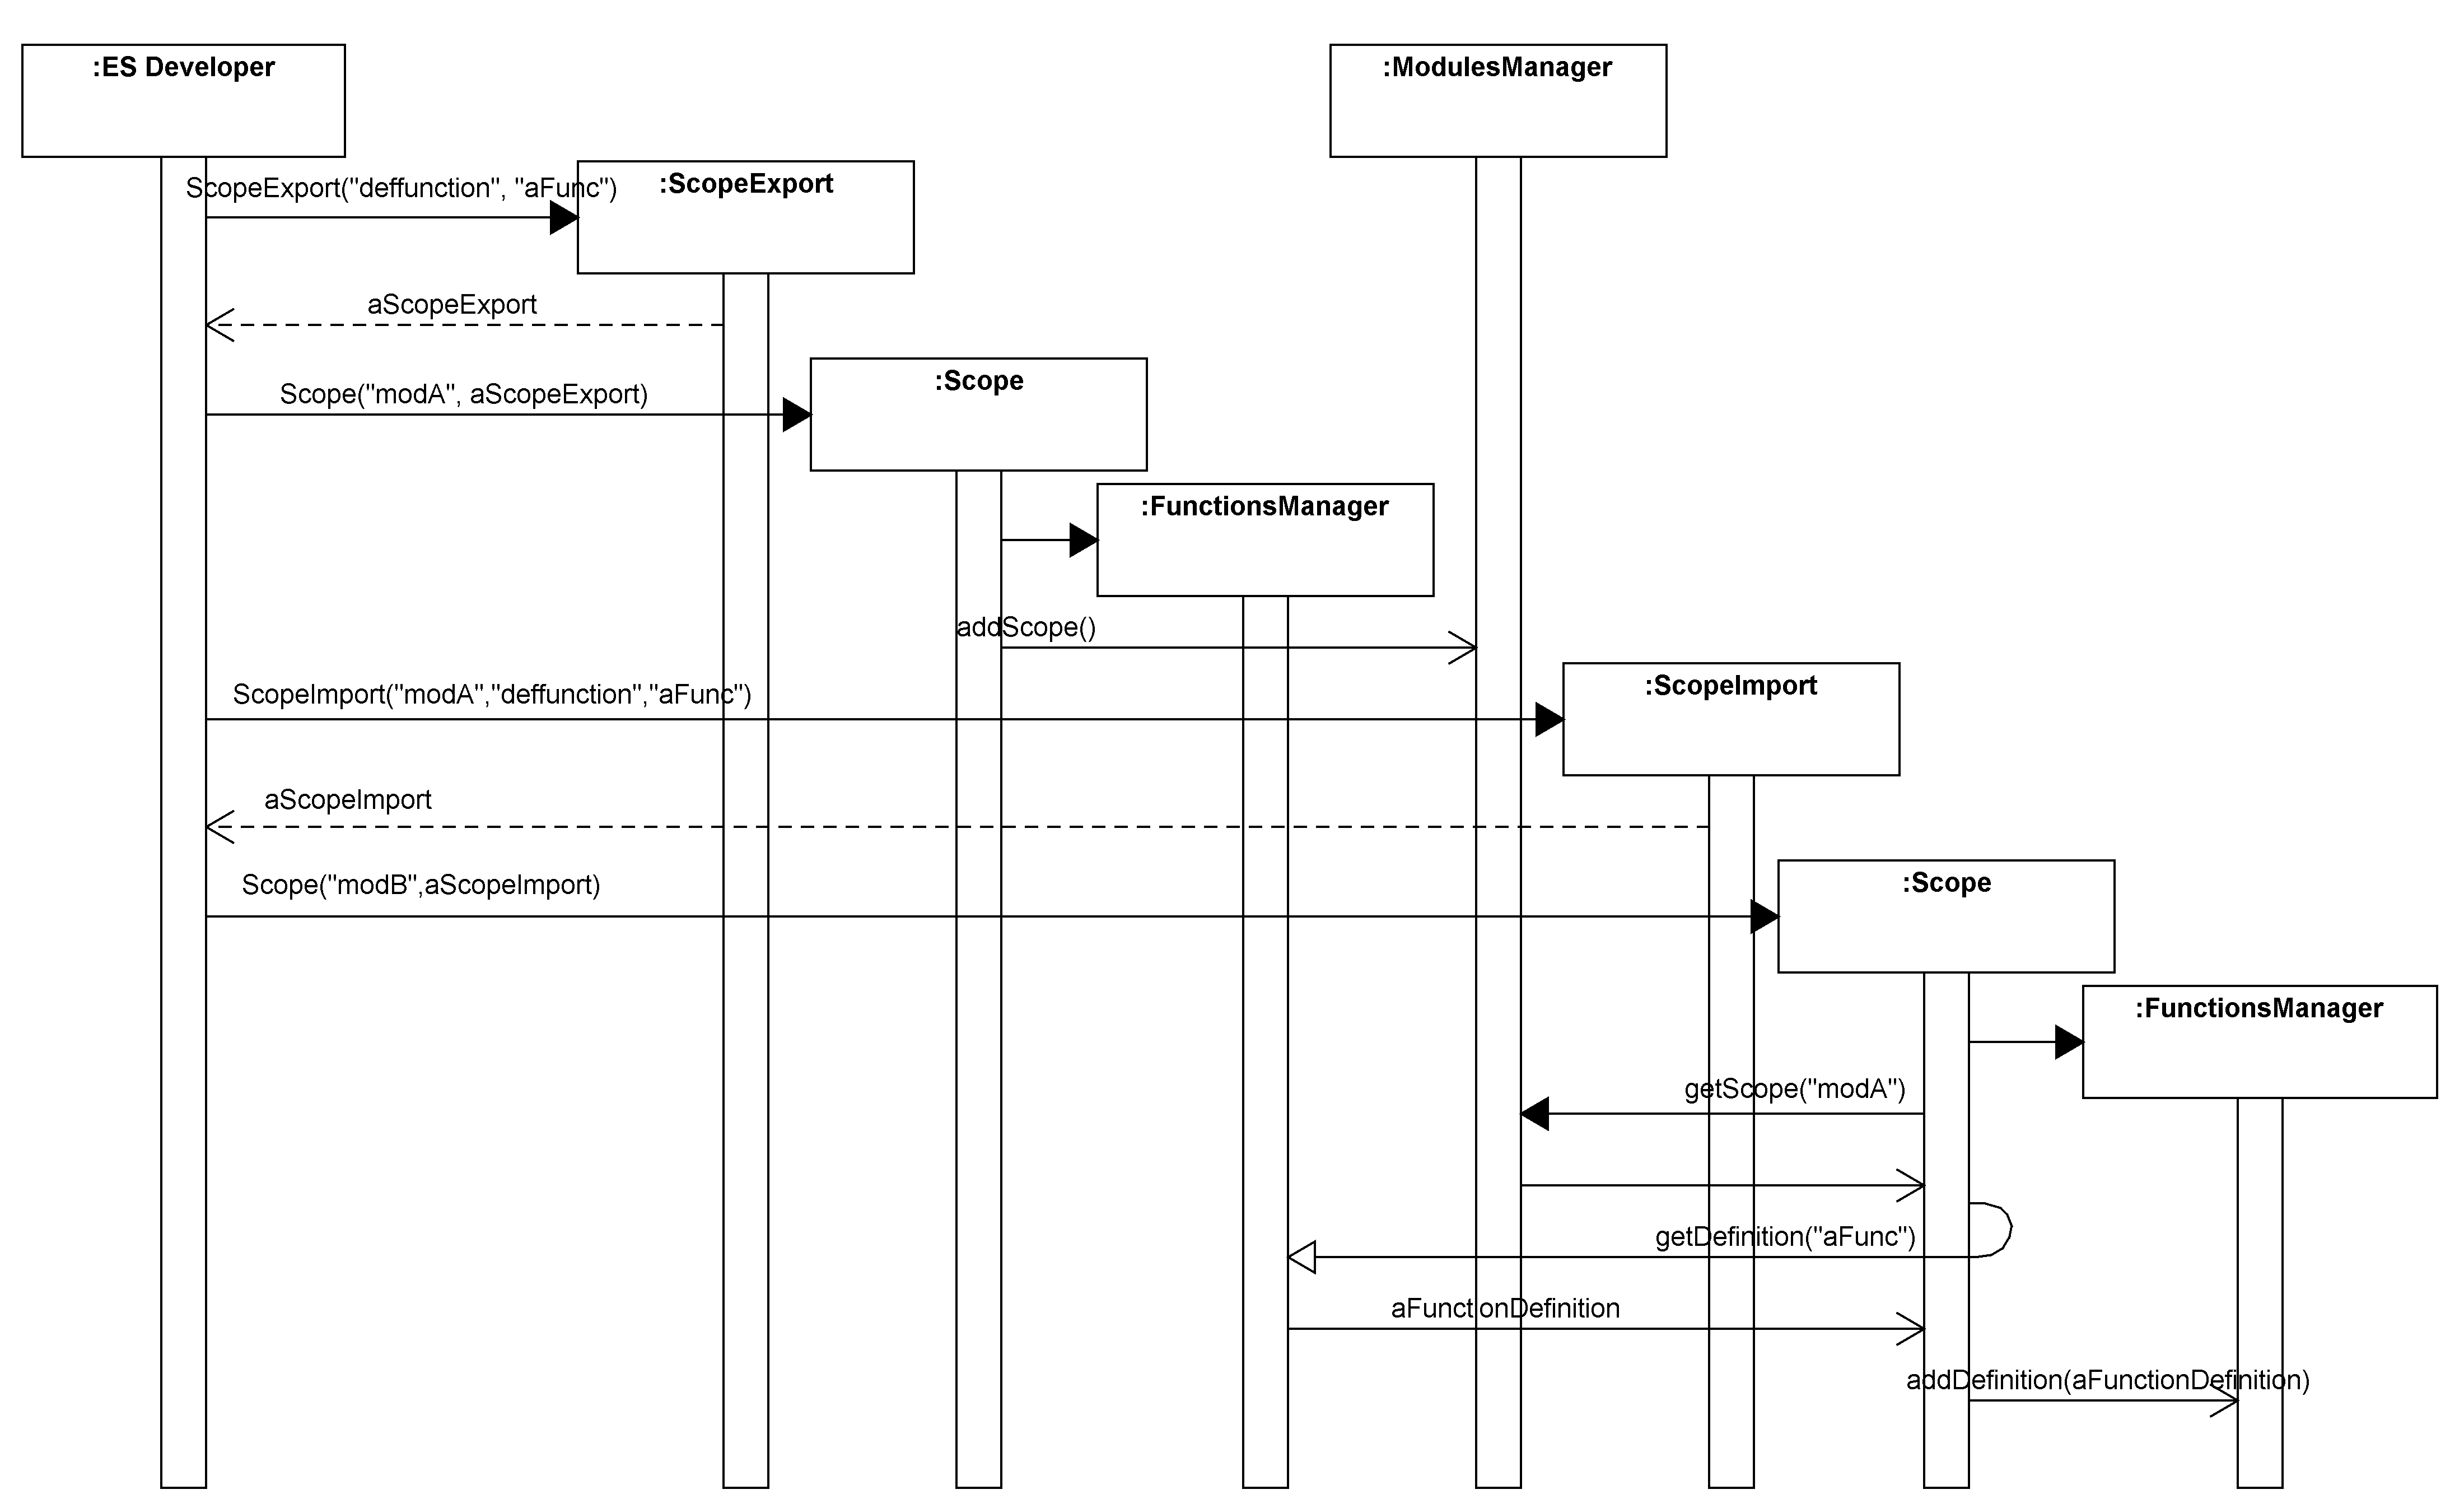 :ES Developer
:ModulesManager
ScopeExport("deffunction", "aFunc")
:ScopeExport
aScopeExport
:Scope
Scope("modA", aScopeExport)
:FunctionsManager
addScope()
ScopeImport("modA","deffunction","aFunc")
:ScopeImport
aScopeImport
Scope("modB",aScopeImport)
:Scope
:FunctionsManager
getScope("modA")
getDefinition("aFunc")
aFunctionDefinition
addDefinition(aFunctionDefinition)